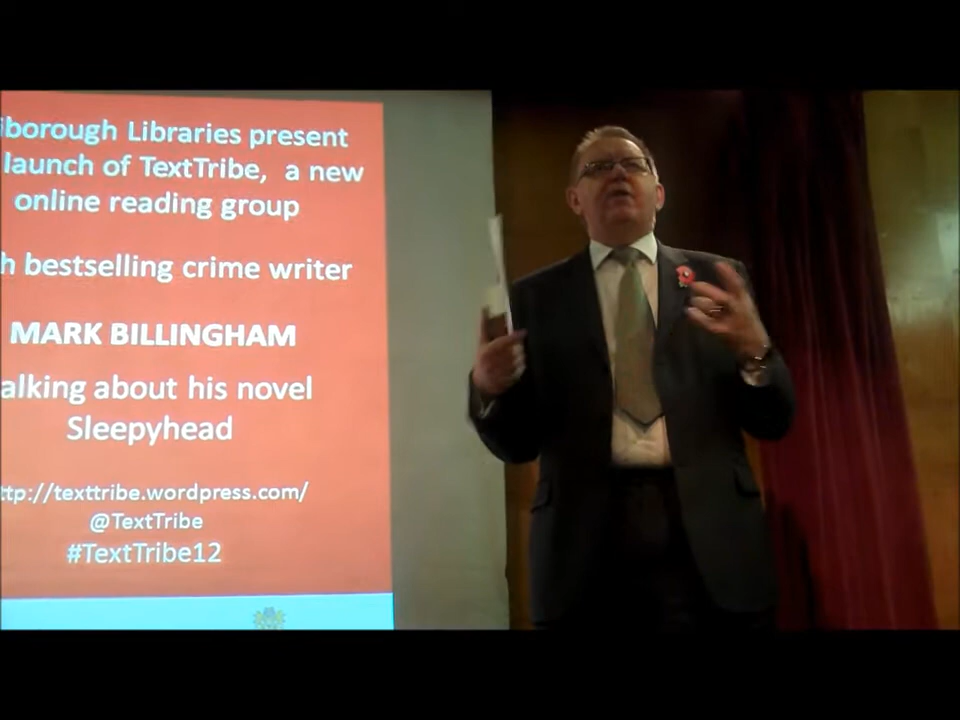 iborough Libraries present
launch of TextTribe, a new
online reading group
h bestselling crime writer
MARK BILLINGHAM
alking about his novel
Sleepyhead
ttp://texttribe.wordpress.com/
@TextTribe
#TextTribe12